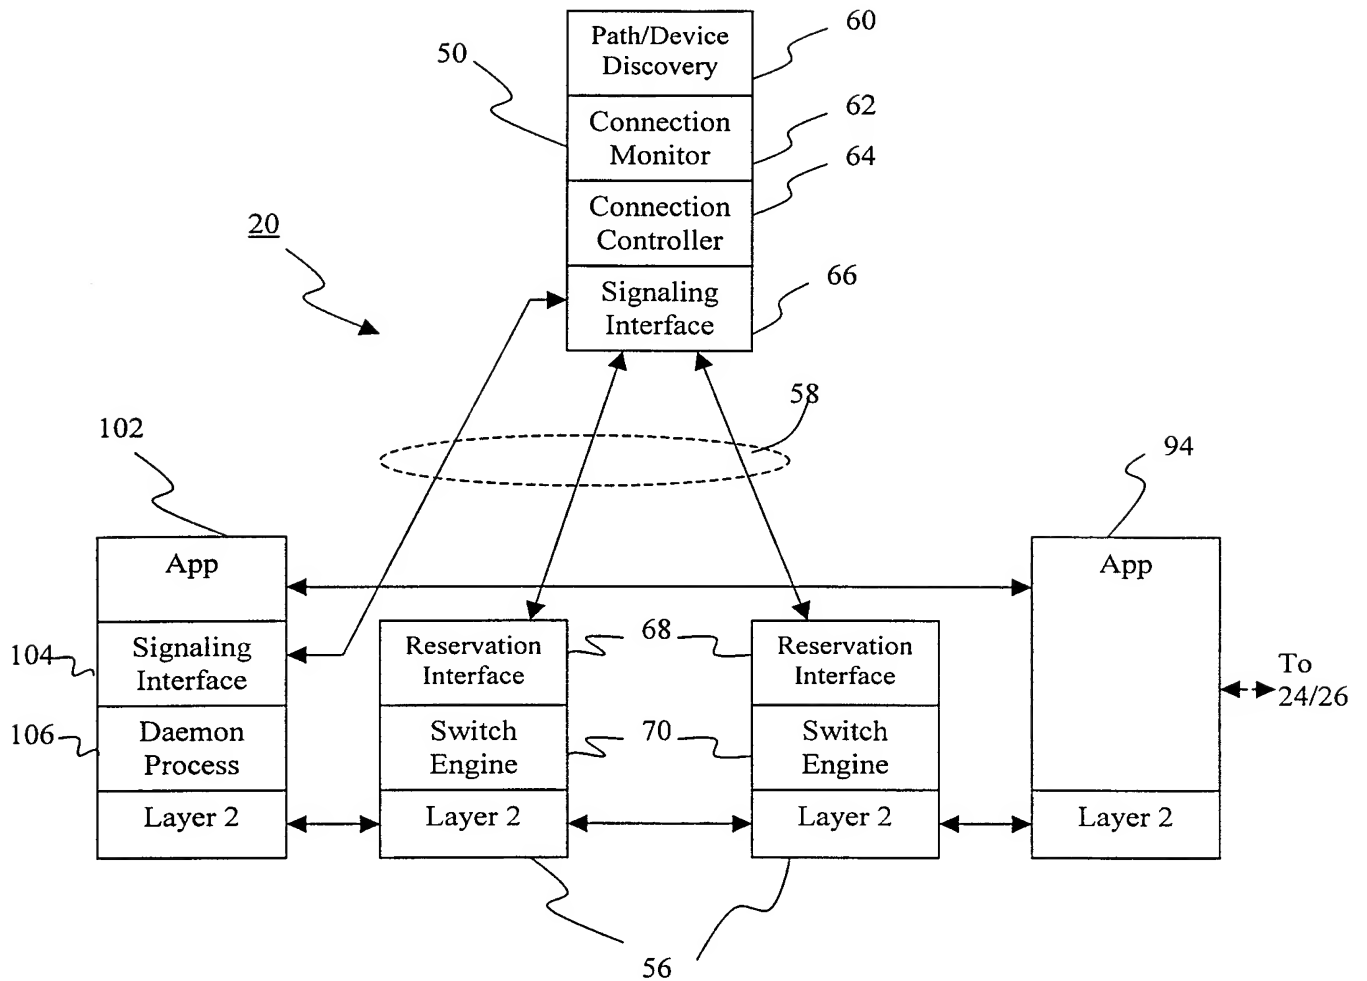 Path/Device
Discovery
60
50
Connection
Monitor
62
64
Connection
Controller
20
66
Signaling
Interface
58
102
94
App
App
104
Signaling
Interface
Reservation
Interface
68
Reservation
Interface
To
24/26
106
Daemon
Process
Switch
Engine
70
Switch
Engine
Layer 2
Layer 2
Layer 2
Layer 2
56